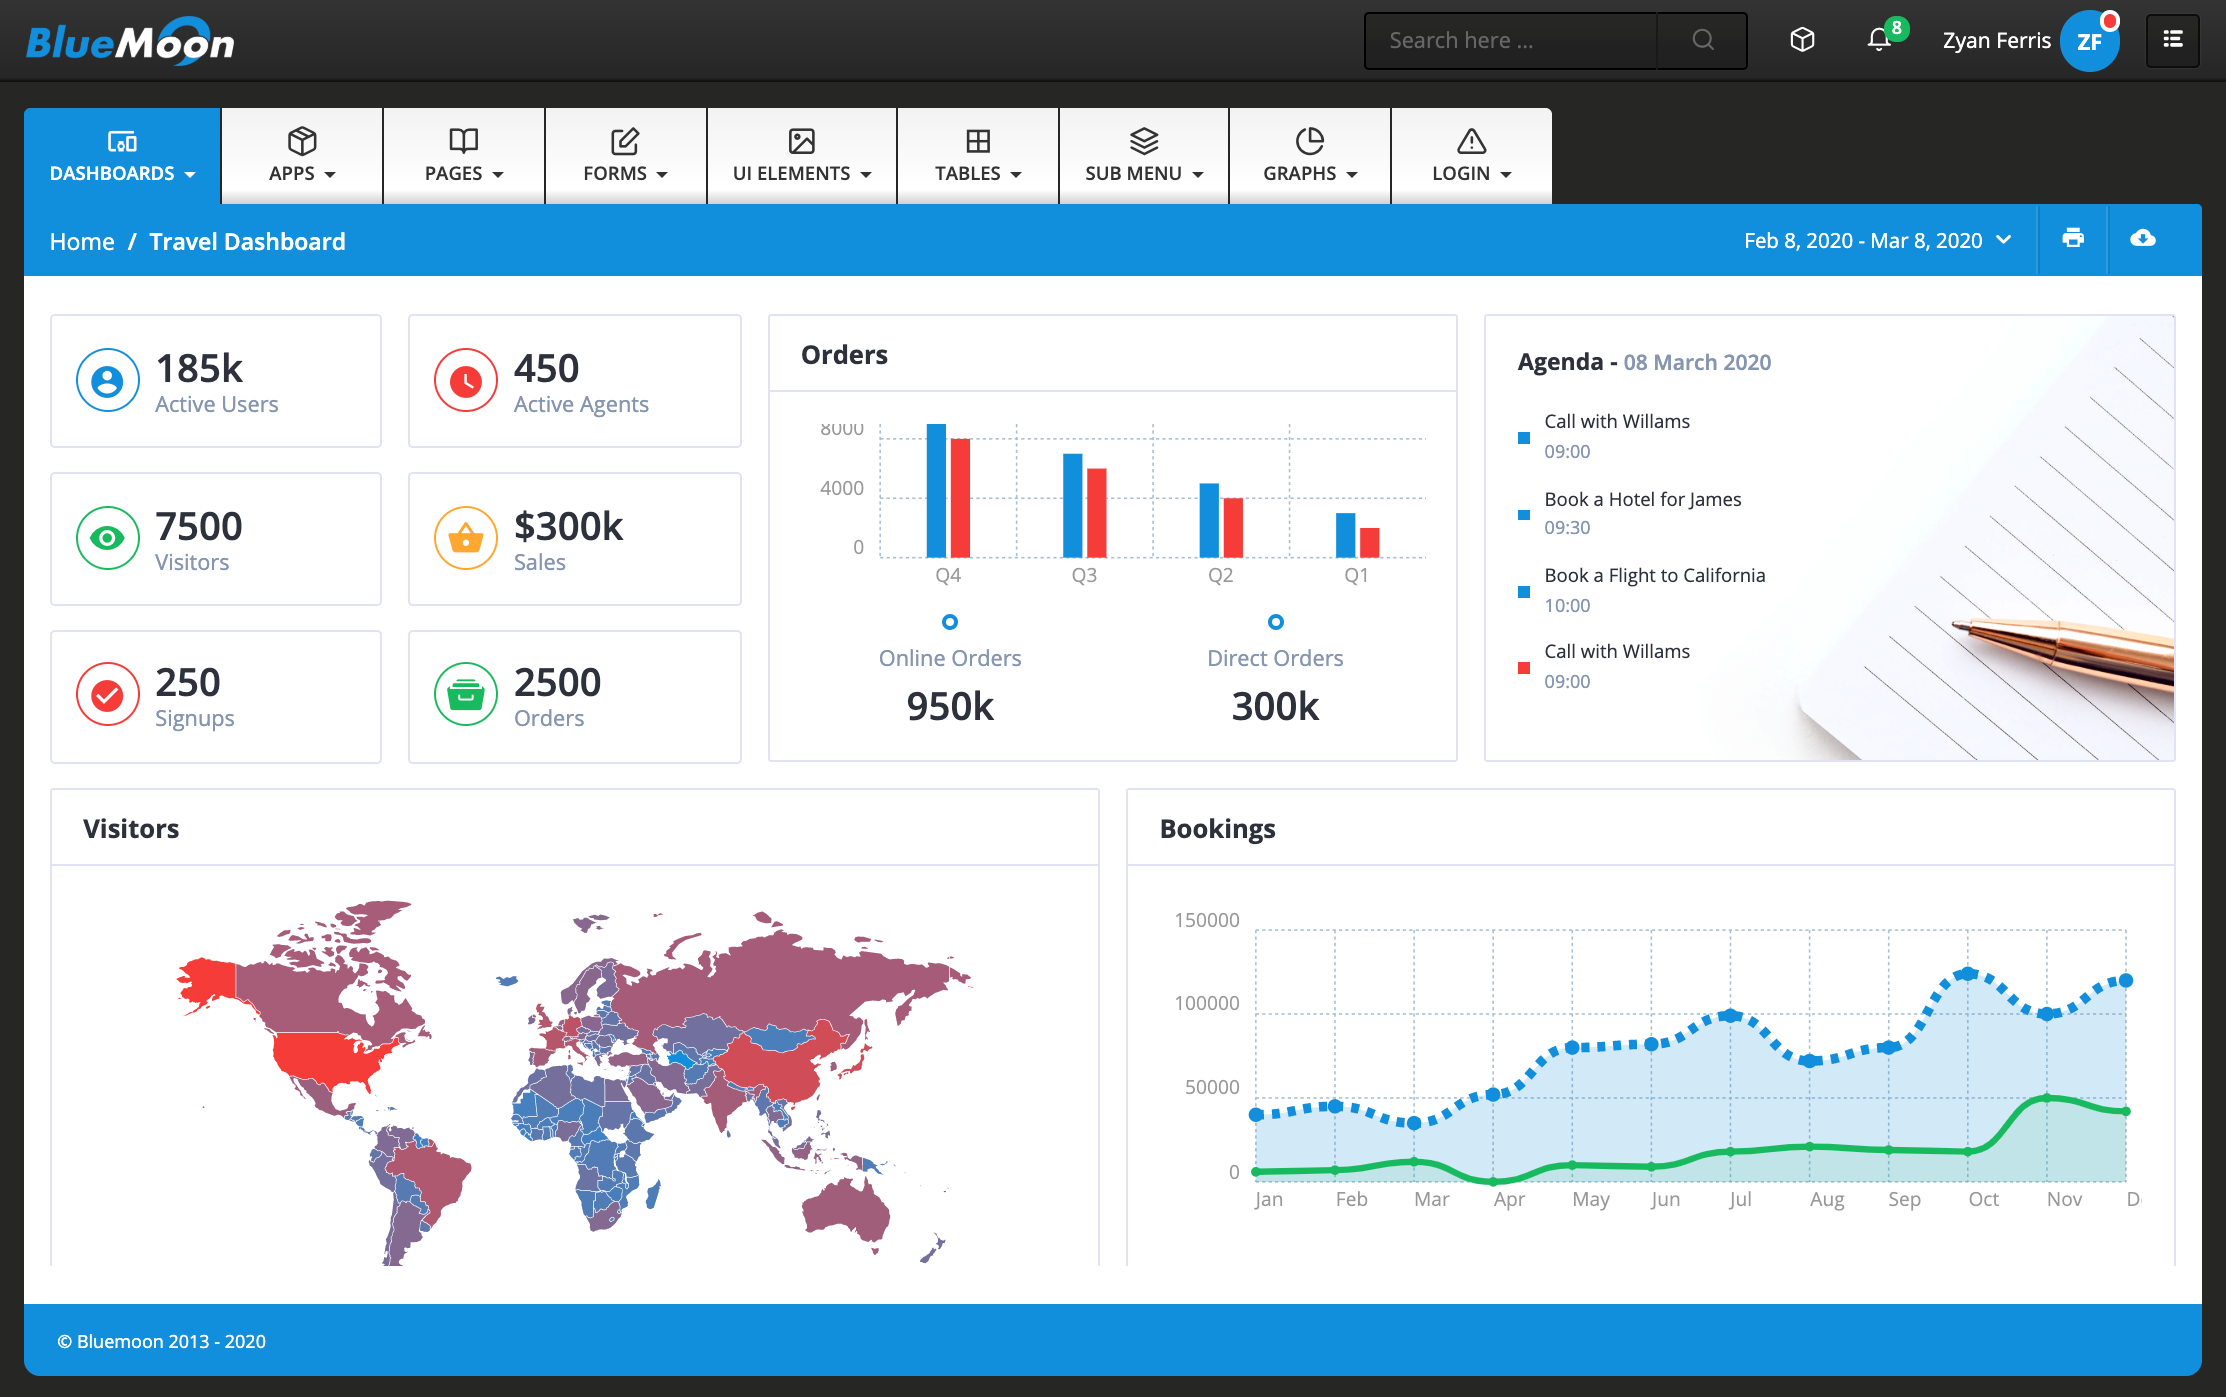 BlueMoon
Search here ...
8
Zyan Ferris
ZF
DASHBOARDS
APPS
PAGES
FORMS
UI ELEMENTS
TABLES
SUB MENU
GRAPHS
LOGIN
Home / Travel Dashboard
Feb 8, 2020 - Mar 8, 2020
185k
Active Users
450
Active Agents
7500
Visitors
$300k
Sales
250
Signups
2500
Orders
Orders
8000
4000
0
Q4
Q3
Q2
Q1
Online Orders
950k
Direct Orders
300k
Agenda - 08 March 2020
Call with Willams
09:00
Book a Hotel for James
09:30
Book a Flight to California
10:00
Call with Willams
09:00
Visitors
Bookings
150000
100000
50000
0
Jan
Feb
Mar
Apr
May
Jun
Jul
Aug
Sep
Oct
Nov
D
© Bluemoon 2013 - 2020